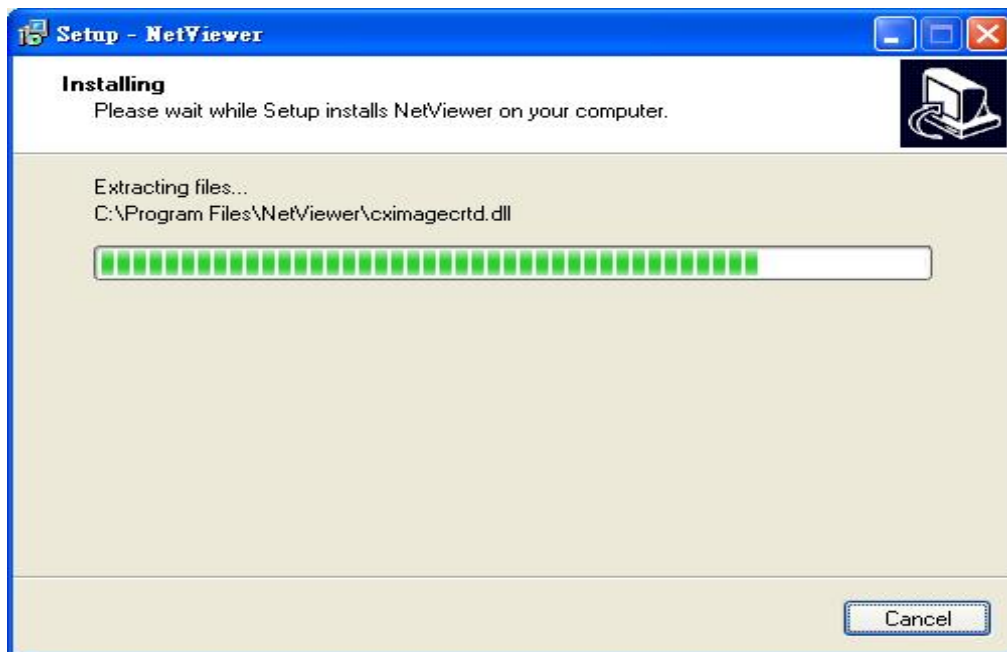 Setup - NetViewer
Installing
Please wait while Setup installs NetViewer on your computer.
Extracting files...
C:\Program Files\NetViewer\cximagecrtd.dll
Cancel